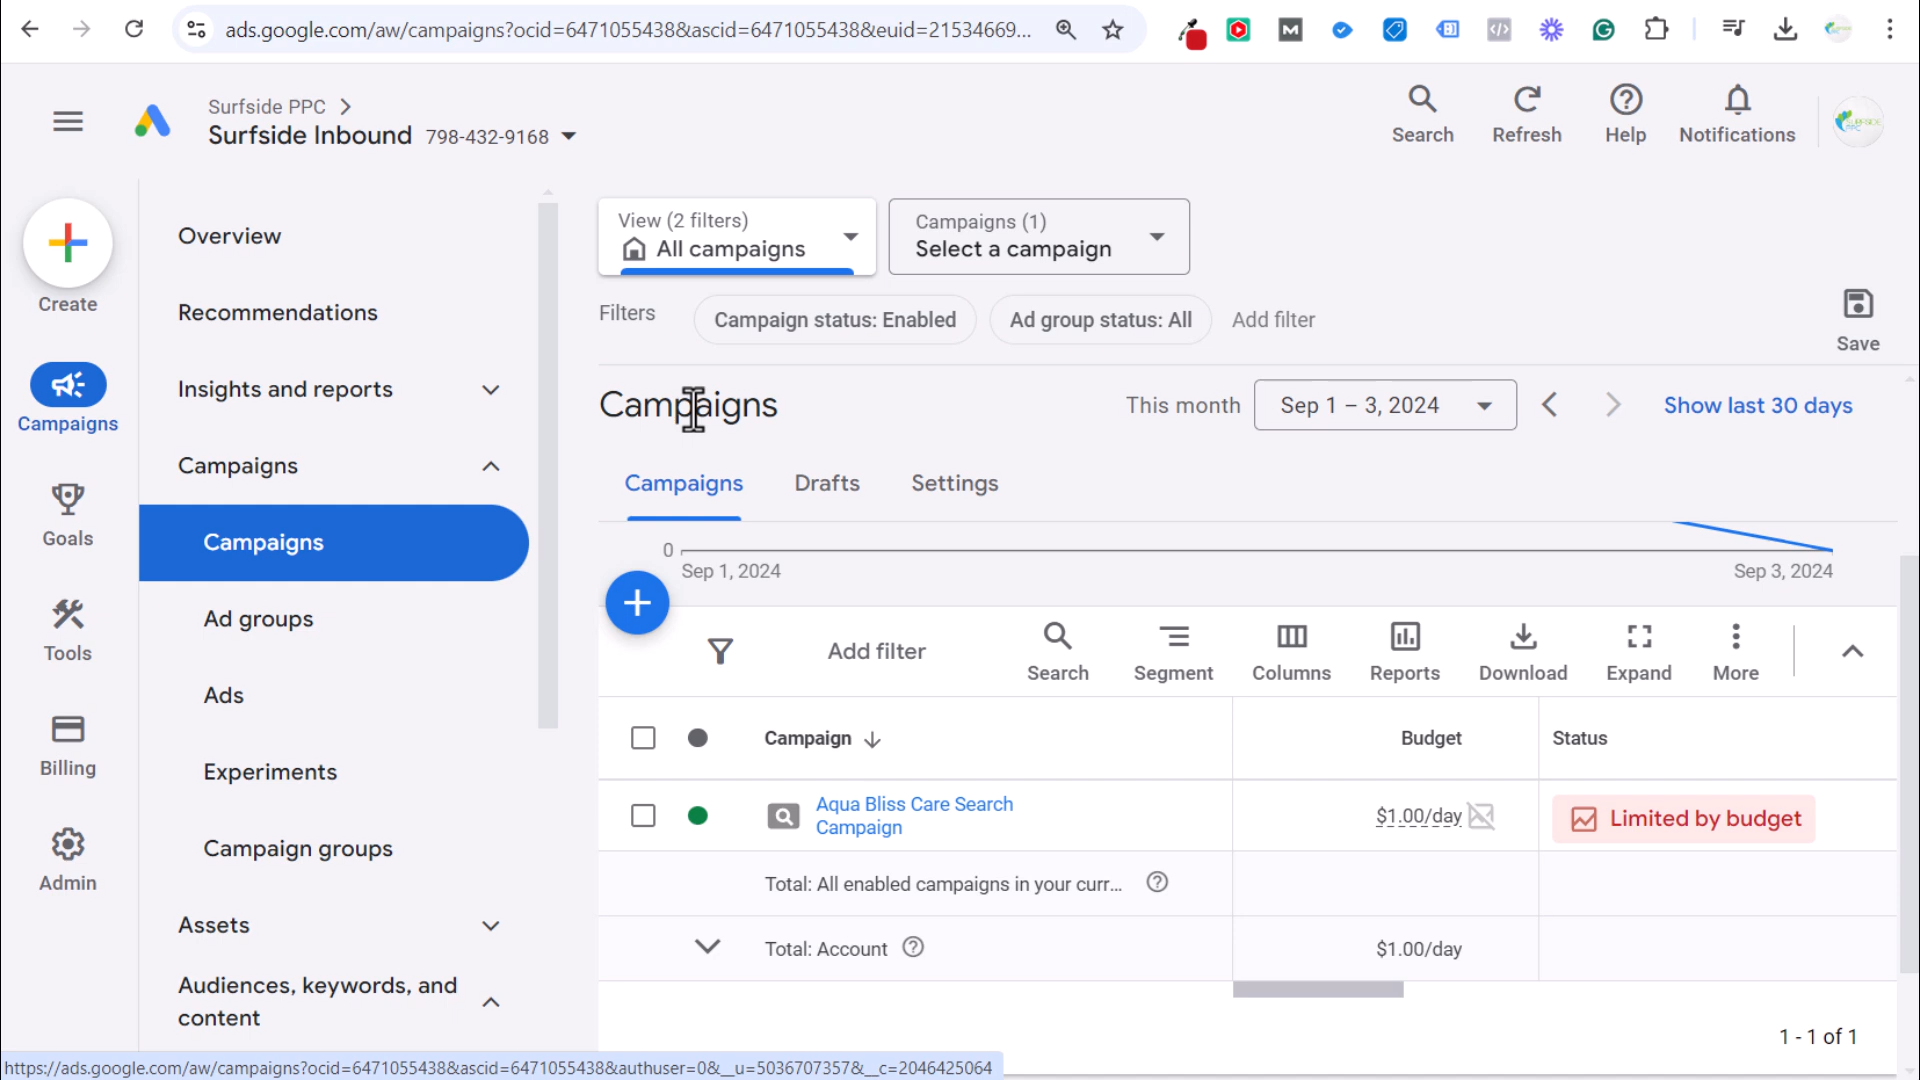 ads.google.com/aw/campaigns?ocid=6471055438&ascid=6471055438&euid=21534669...
Surfside PPC
Surfside Inbound 798-432-9168
Search
Refresh
Help
Notifications
Create
Campaigns
Goals
Tools
Billing
Admin
Overview
Recommendations
Insights and reports
Campaigns
Campaigns
Ad groups
Ads
Experiments
Campaign groups
Assets
Audiences, keywords, and
content
View (2 filters)
All campaigns
Campaigns (1)
Select a campaign
Filters
Campaign status: Enabled
Ad group status: All
Add filter
Save
Campaigns
This month
Sep 1 – 3, 2024
Show last 30 days
Campaigns
Drafts
Settings
0
Sep 1, 2024
Sep 3, 2024
Add filter
Search
Segment
Columns
Reports
Download
Expand
More
Campaign
Budget
Status
Aqua Bliss Care Search
Campaign
$1.00/day
Limited by budget
Total: All enabled campaigns in your curr...
Total: Account
$1.00/day
1 - 1 of 1
https://ads.google.com/aw/campaigns?ocid=6471055438&ascid=6471055438&authuser=0&__u=5036707357&__c=2046425064